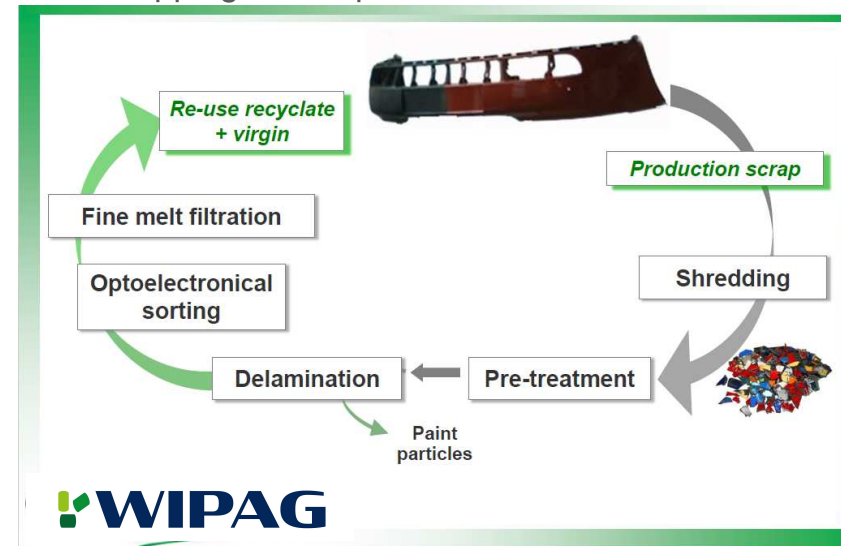 Re-use recyclate
+ virgin
Production scrap
Fine melt filtration
Shredding
Optoelectronical
sorting
Delamination
Pre-treatment
Paint
particles
WIPAG